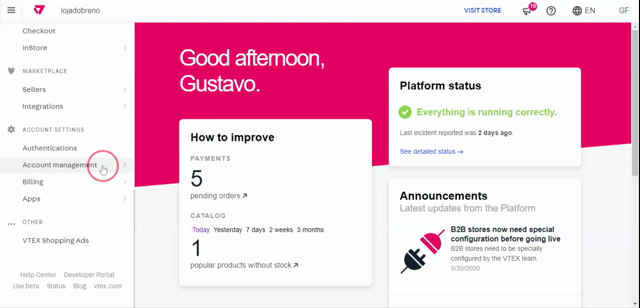 lojadobreno
VISIT STORE
10
EN
GF
Checkout
InStore
MARKETPLACE
Sellers
Integrations
ACCOUNT SETTINGS
Authentications
Account management
Billing
Apps
OTHER
VTEX Shopping Ads
Help Center Developer Portal
Use beta Status Blog vtex.com
Good afternoon,
Gustavo.
How to improve
PAYMENTS
5
pending orders
CATALOG
Today Yesterday 7 days 2 weeks 3 months
1
popular products without stock
Platform status
Everything is running correctly.
Last incident reported was 2 days ago.
See detailed status →
Announcements
Latest updates from the Platform
B2B stores now need special
configuration before going live
B2B stores need to be specially
configured by the VTEX team.
5/20/2020